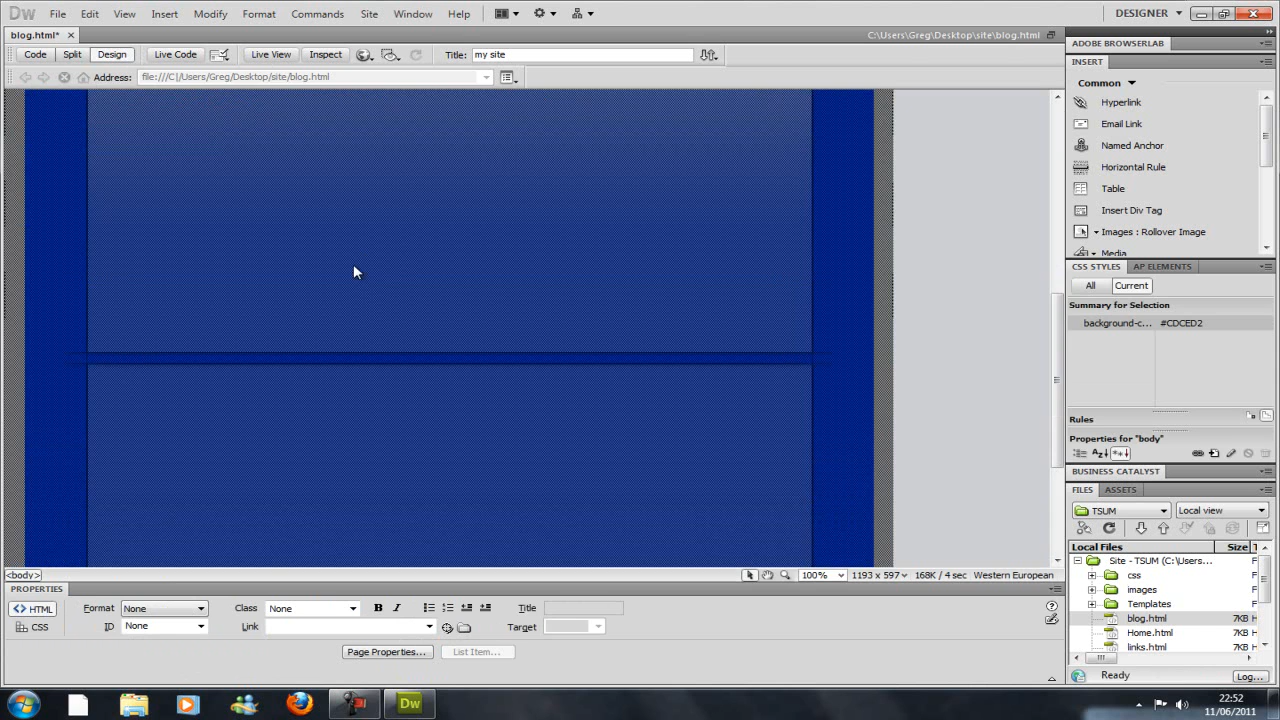 Dw File Edit View Insert Modify Format Commands Site Window Help DESIGNER
blog.html* C:\Users\Greg\Desktop\site\blog.html
Code Split Design Live Code Live View Inspect Title: my site
Address: file:///C|/Users/Greg/Desktop/site/blog.html
ADOBE BROWSERLAB
INSERT
Common
Hyperlink
Email Link
Named Anchor
Horizontal Rule
Table
Insert Div Tag
Images : Rollover Image
Media
CSS STYLES AP ELEMENTS
All Current
Summary for Selection
background-c... #CDCED2
Rules
Properties for "body"
BUSINESS CATALYST
FILES ASSETS
TSUM Local view
Local Files Size T
Site - TSUM (C:\Users... F
css F
images F
Templates F
blog.html 7KB H
Home.html 7KB H
links.html 7KB H
Ready Log...
<body> 100% 1193 x 597 168K / 4 sec Western European
PROPERTIES
HTML Format None Class None B I Title
CSS ID None Link Target
Page Properties... List Item...
Dw
22:52
11/06/2011